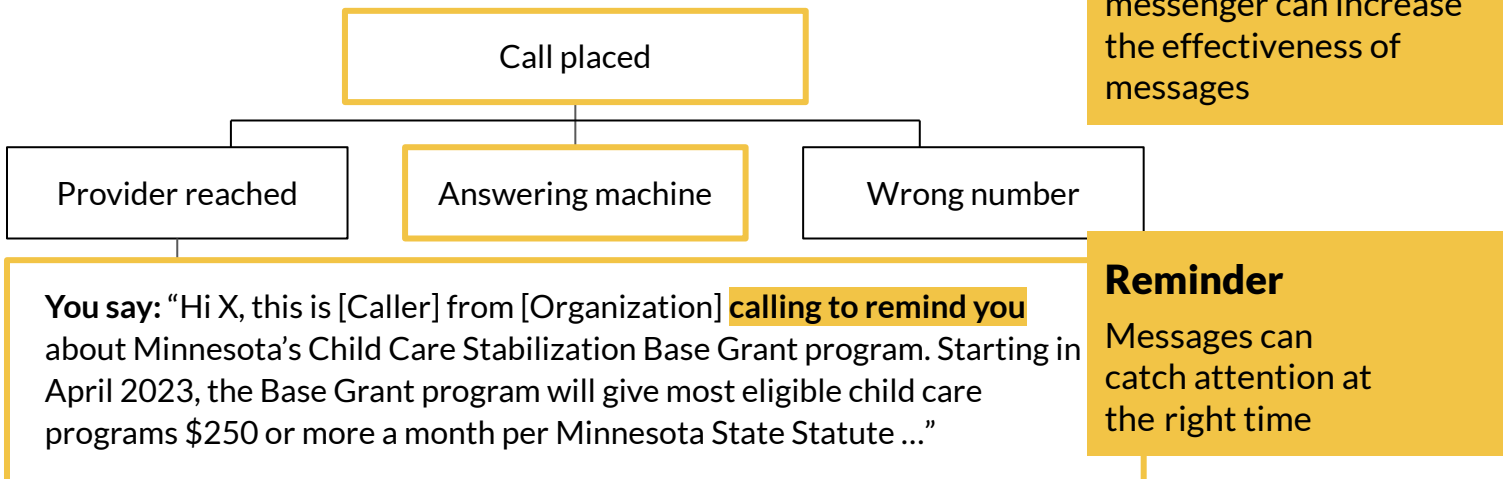 messenger can increase
the effectiveness of
messages
Call placed
Provider reached
Answering machine
Wrong number
You say: “Hi X, this is [Caller] from [Organization] calling to remind you
about Minnesota’s Child Care Stabilization Base Grant program. Starting in
April 2023, the Base Grant program will give most eligible child care
programs $250 or more a month per Minnesota State Statute ...”
Reminder
Messages can
catch attention at
the right time